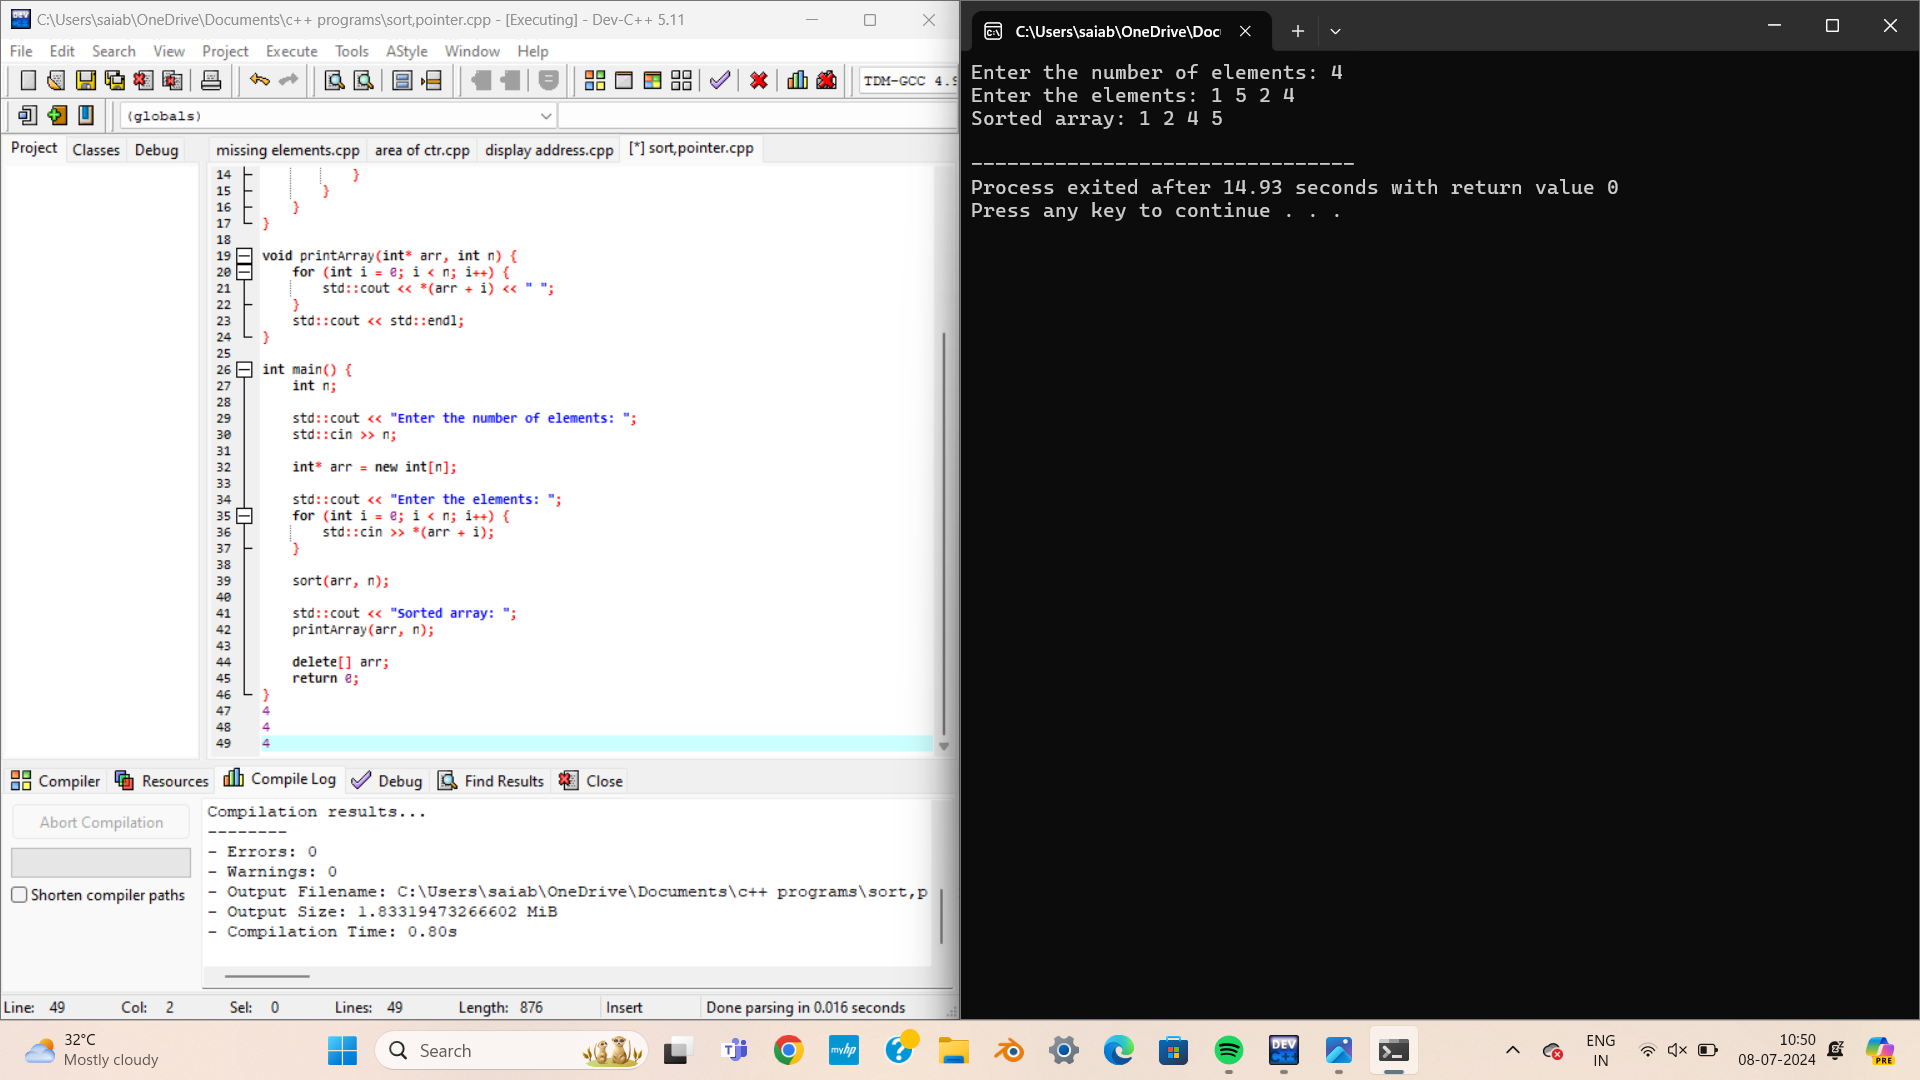 C:\Users\saiab\OneDrive\Documents\c++ programs\sort,pointer.cpp - [Executing] - Dev-C++ 5.11
File Edit Search View Project Execute Tools AStyle Window Help
TDM-GCC 4.9
(globals)
Project Classes Debug
missing elements.cpp area of ctr.cpp display address.cpp [*] sort,pointer.cpp
14 }
15 }
16 }
17 }
18
19 void printArray(int* arr, int n) {
20 for (int i = 0; i < n; i++) {
21 std::cout << *(arr + i) << " ";
22 }
23 std::cout << std::endl;
24 }
25
26 int main() {
27 int n;
28
29 std::cout << "Enter the number of elements: ";
30 std::cin >> n;
31
32 int* arr = new int[n];
33
34 std::cout << "Enter the elements: ";
35 for (int i = 0; i < n; i++) {
36 std::cin >> *(arr + i);
37 }
38
39 sort(arr, n);
40
41 std::cout << "Sorted array: ";
42 printArray(arr, n);
43
44 delete[] arr;
45 return 0;
46 }
47 4
48 4
49 4
Compiler Resources Compile Log Debug Find Results Close
Abort Compilation
Shorten compiler paths
Compilation results...
--------
- Errors: 0
- Warnings: 0
- Output Filename: C:\Users\saiab\OneDrive\Documents\c++ programs\sort,p
- Output Size: 1.83319473266602 MiB
- Compilation Time: 0.80s
Line: 49 Col: 2 Sel: 0 Lines: 49 Length: 876 Insert Done parsing in 0.016 seconds
C:\Users\saiab\OneDrive\Doc
Enter the number of elements: 4
Enter the elements: 1 5 2 4
Sorted array: 1 2 4 5
--------------------------------
Process exited after 14.93 seconds with return value 0
Press any key to continue . . .
32°C
Mostly cloudy
Search
myhp
DEV
ENG
IN
10:50
08-07-2024
PRE